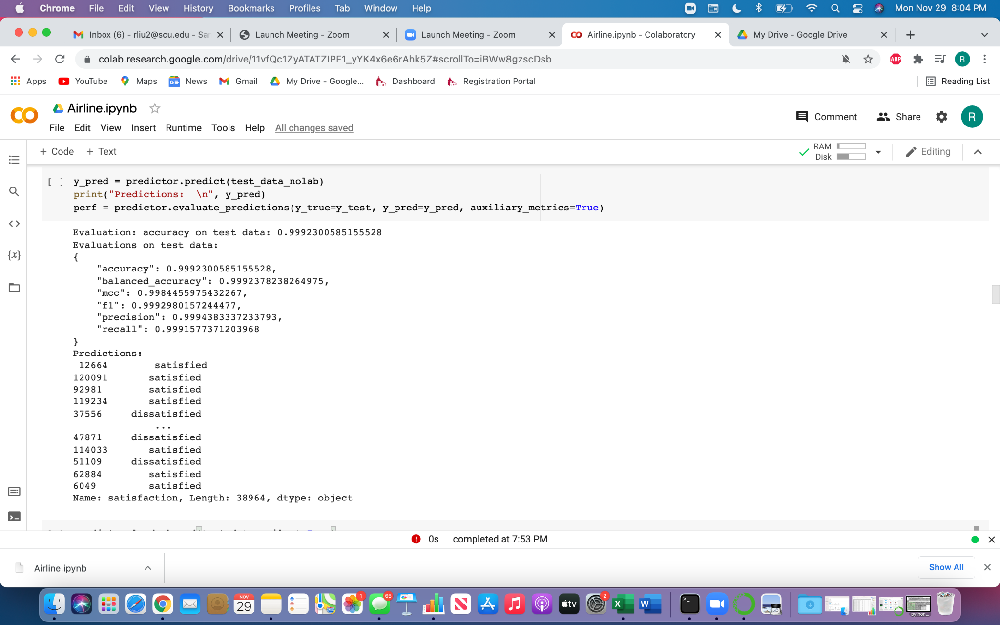 Chrome File Edit View History Bookmarks Profiles Tab Window Help Mon Nov 29 8:04 PM
Inbox (6) - rliu2@scu.edu - Sar Launch Meeting - Zoom Launch Meeting - Zoom Airline.ipynb - Colaboratory My Drive - Google Drive
colab.research.google.com/drive/11vfQc1ZyATATZIPF1_yYK4x6e6rAhk5Z#scrollTo=iBWw8gzscDsb ABP R
Apps YouTube Maps GE News Gmail My Drive - Google... Dashboard Registration Portal Reading List
Airline.ipynb
Comment Share R
File Edit View Insert Runtime Tools Help All changes saved
+ Code + Text RAM Disk Editing
[ ] y_pred = predictor.predict(test_data_nolab)
print("Predictions:  \n", y_pred)
perf = predictor.evaluate_predictions(y_true=y_test, y_pred=y_pred, auxiliary_metrics=True)
Evaluation: accuracy on test data: 0.9992300585155528
Evaluations on test data:
{
"accuracy": 0.9992300585155528,
"balanced_accuracy": 0.9992378238264975,
"mcc": 0.9984455975432267,
"f1": 0.9992980157244477,
"precision": 0.9994383337233793,
"recall": 0.9991577371203968
}
Predictions:
12664 satisfied
120091 satisfied
92981 satisfied
119234 satisfied
37556 dissatisfied
...
47871 dissatisfied
114033 satisfied
51109 dissatisfied
62884 satisfied
6049 satisfied
Name: satisfaction, Length: 38964, dtype: object
{x}
0s completed at 7:53 PM
Airline.ipynb Show All
NOV 29 1 65 tv 2 X W python...